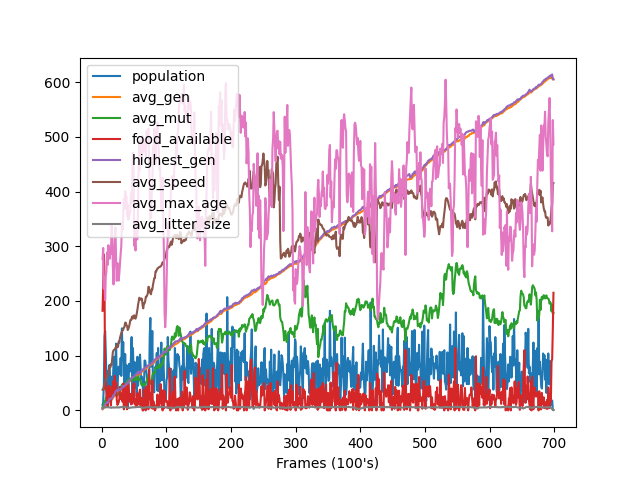 600
500
400
300
200
100
0
population
avg_gen
avg_mut
food_available
highest_gen
avg_speed
avg_max_age
avg_litter_size
0 100 200 300 400 500 600 700
Frames (100's)